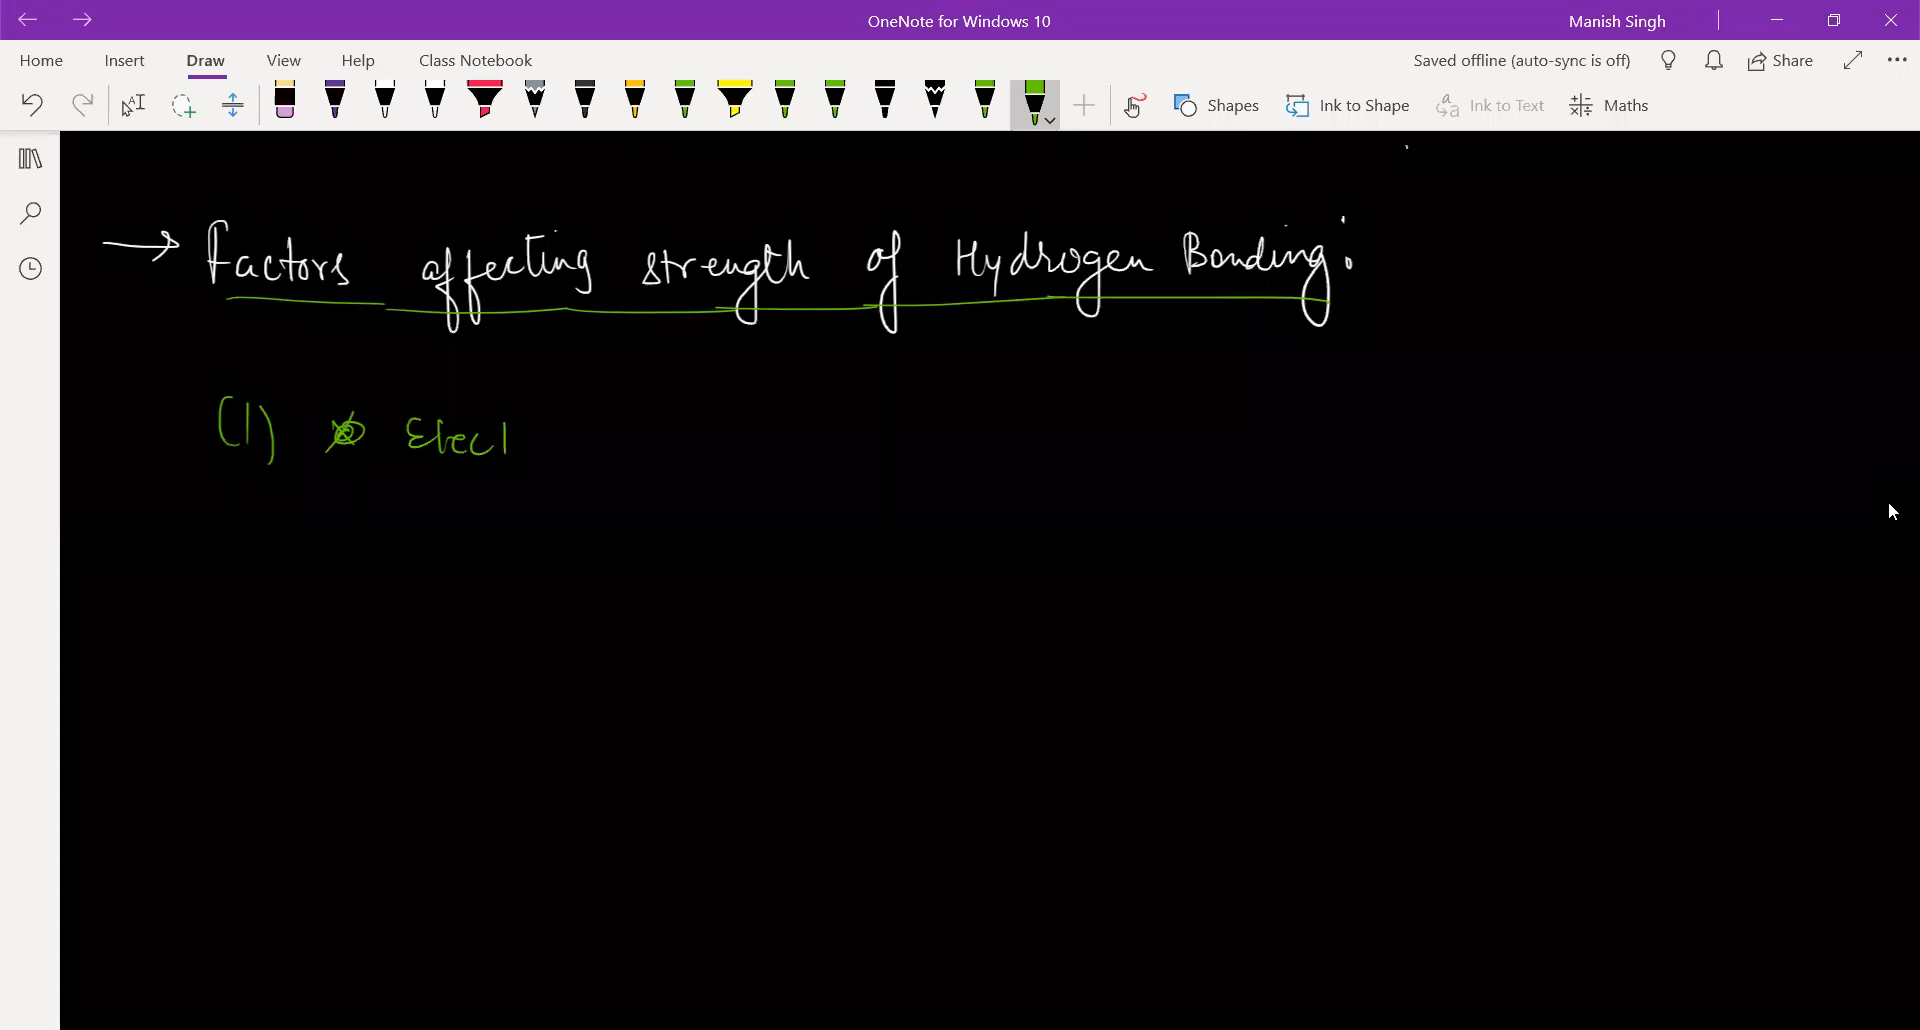 OneNote for Windows 10
Manish Singh
Home Insert Draw View Help Class Notebook
Saved offline (auto-sync is off) Share
Shapes Ink to Shape Ink to Text Maths
→ Factors affecting strength of Hydrogen Bonding:
(1) Elect